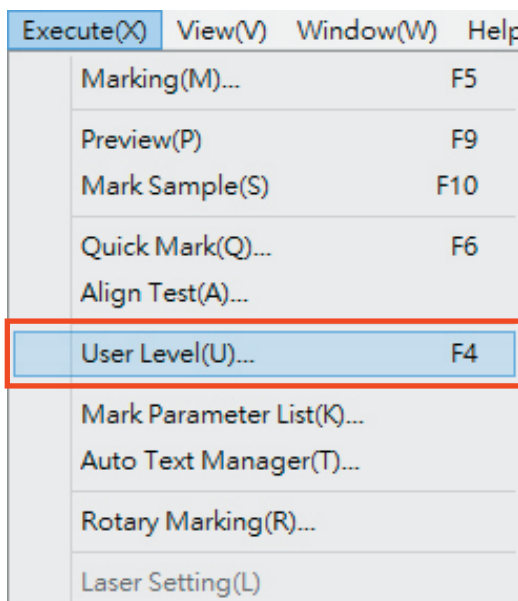 Execute(X) View(V) Window(W) Help
Marking(M)... F5
Preview(P) F9
Mark Sample(S) F10
Quick Mark(Q)... F6
Align Test(A)...
User Level(U)... F4
Mark Parameter List(K)...
Auto Text Manager(T)...
Rotary Marking(R)...
Laser Setting(L)